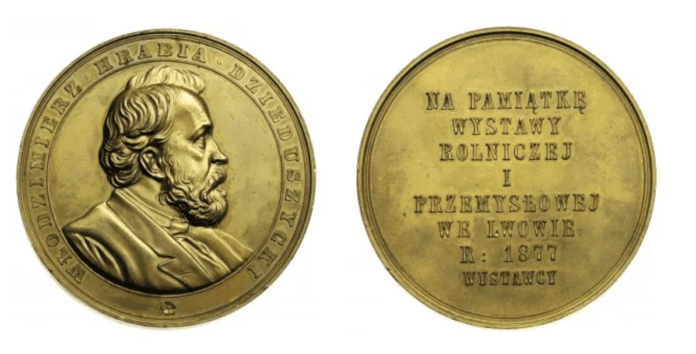 WŁODZIMIERZ · HRABIA · DZIEDUSZYCKI
NA PAMIĄTKĘ
WYSTAWY
ROLNICZEJ
I
PRZEMYSŁOWEJ
WE LWOWIE
R: 1877
WYSTAWCY